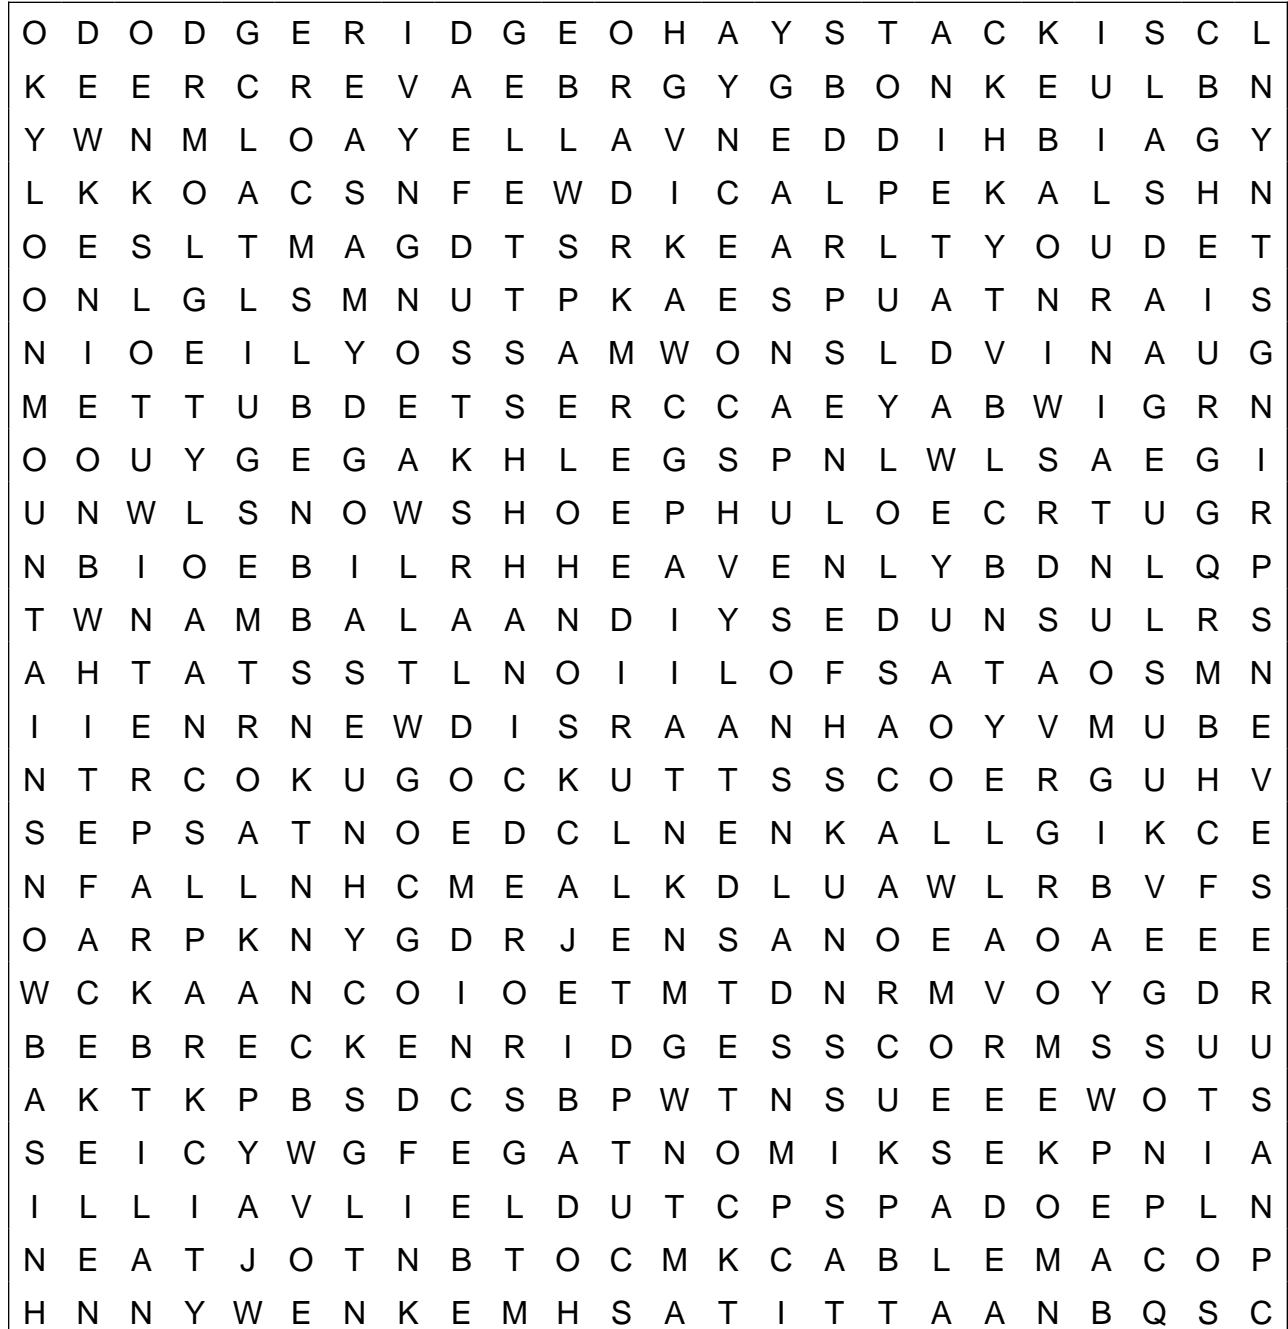 O D O D G E R I D G E O H A Y S T A C K I S C L
K E E R C R E V A E B R G Y G B O N K E U L B N
Y W N M L O A Y E L L A V N E D D I H B I A G Y
L K K O A C S N F E W D I C A L P E K A L S H N
O E S L T M A G D T S R K E A R L T Y O U D E T
O N L G L S M N U T P K A E S P U A T N R A I S
N I O E I L Y O S S A M W O N S L D V I N A U G
M E T T U B D E T S E R C C A E Y A B W I G R N
O O U Y G E G A K H L E G S P N L W L S A E G I
U N W L S N O W S H O E P H U L O E C R T U G R
N B I O E B I L R H H E A V E N L Y B D N L Q P
T W N A M B A L A A N D I Y S E D U N S U L R S
A H T A T S S T L N O I I L O F S A T A O S M N
I I E N R N E W D I S R A A N H A O Y V M U B E
N T R C O K U G O C K U T T S S C O E R G U H V
S E P S A T N O E D C L N E N K A L L G I K C E
N F A L L N H C M E A L K D L U A W L R B V F S
O A R P K N Y G D R J E N S A N O E A O A E E E
W C K A A N C O I O E T M T D N R M V O Y G D R
B E B R E C K E N R I D G E S S C O R M S S U U
A K T K P B S D C S B P W T N S U E E E W O T S
S E I C Y W G F E G A T N O M I K S E K P N I A
I L L I A V L I E L D U T C P S P A D O E P L N
N E A T J O T N B T O C M K C A B L E M A C O P
H N N Y W E N K E M H S A T I T T A A N B Q S C